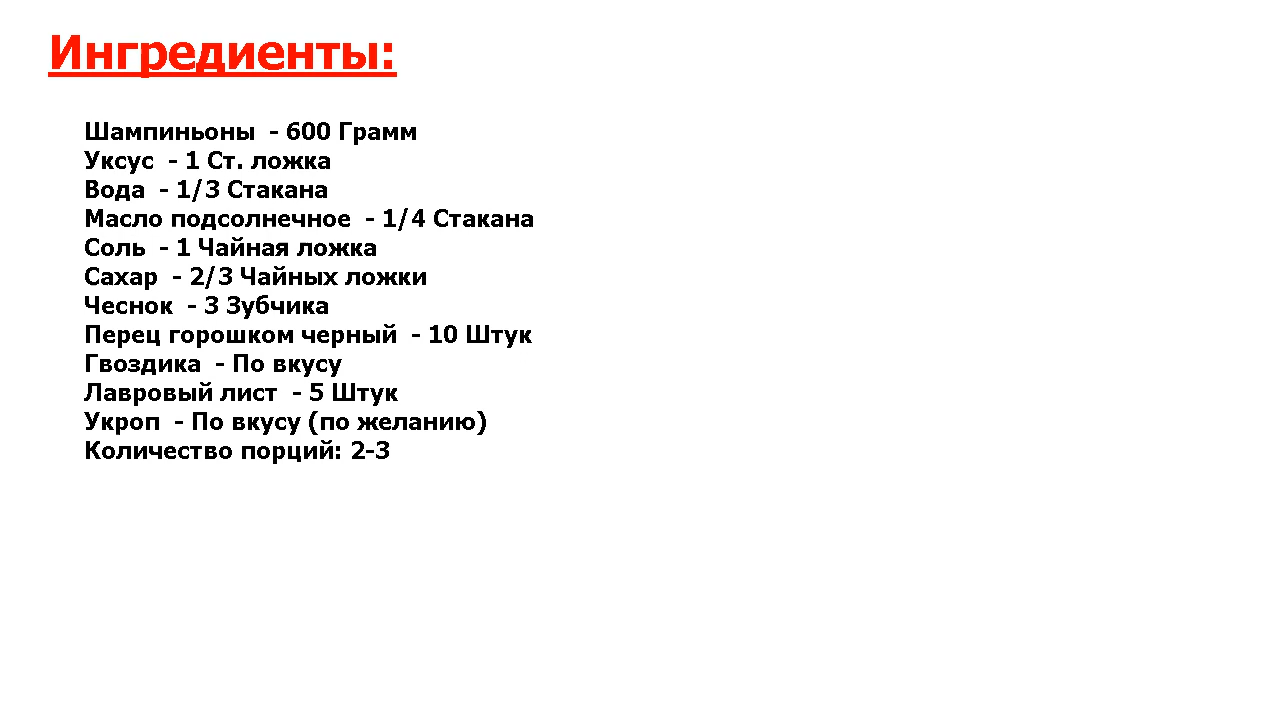 Ингредиенты:
Шампиньоны - 600 Грамм
Уксус - 1 Ст. ложка
Вода - 1/3 Стакана
Масло подсолнечное - 1/4 Стакана
Соль - 1 Чайная ложка
Сахар - 2/3 Чайных ложки
Чеснок - 3 Зубчика
Перец горошком черный - 10 Штук
Гвоздика - По вкусу
Лавровый лист - 5 Штук
Укроп - По вкусу (по желанию)
Количество порций: 2-3